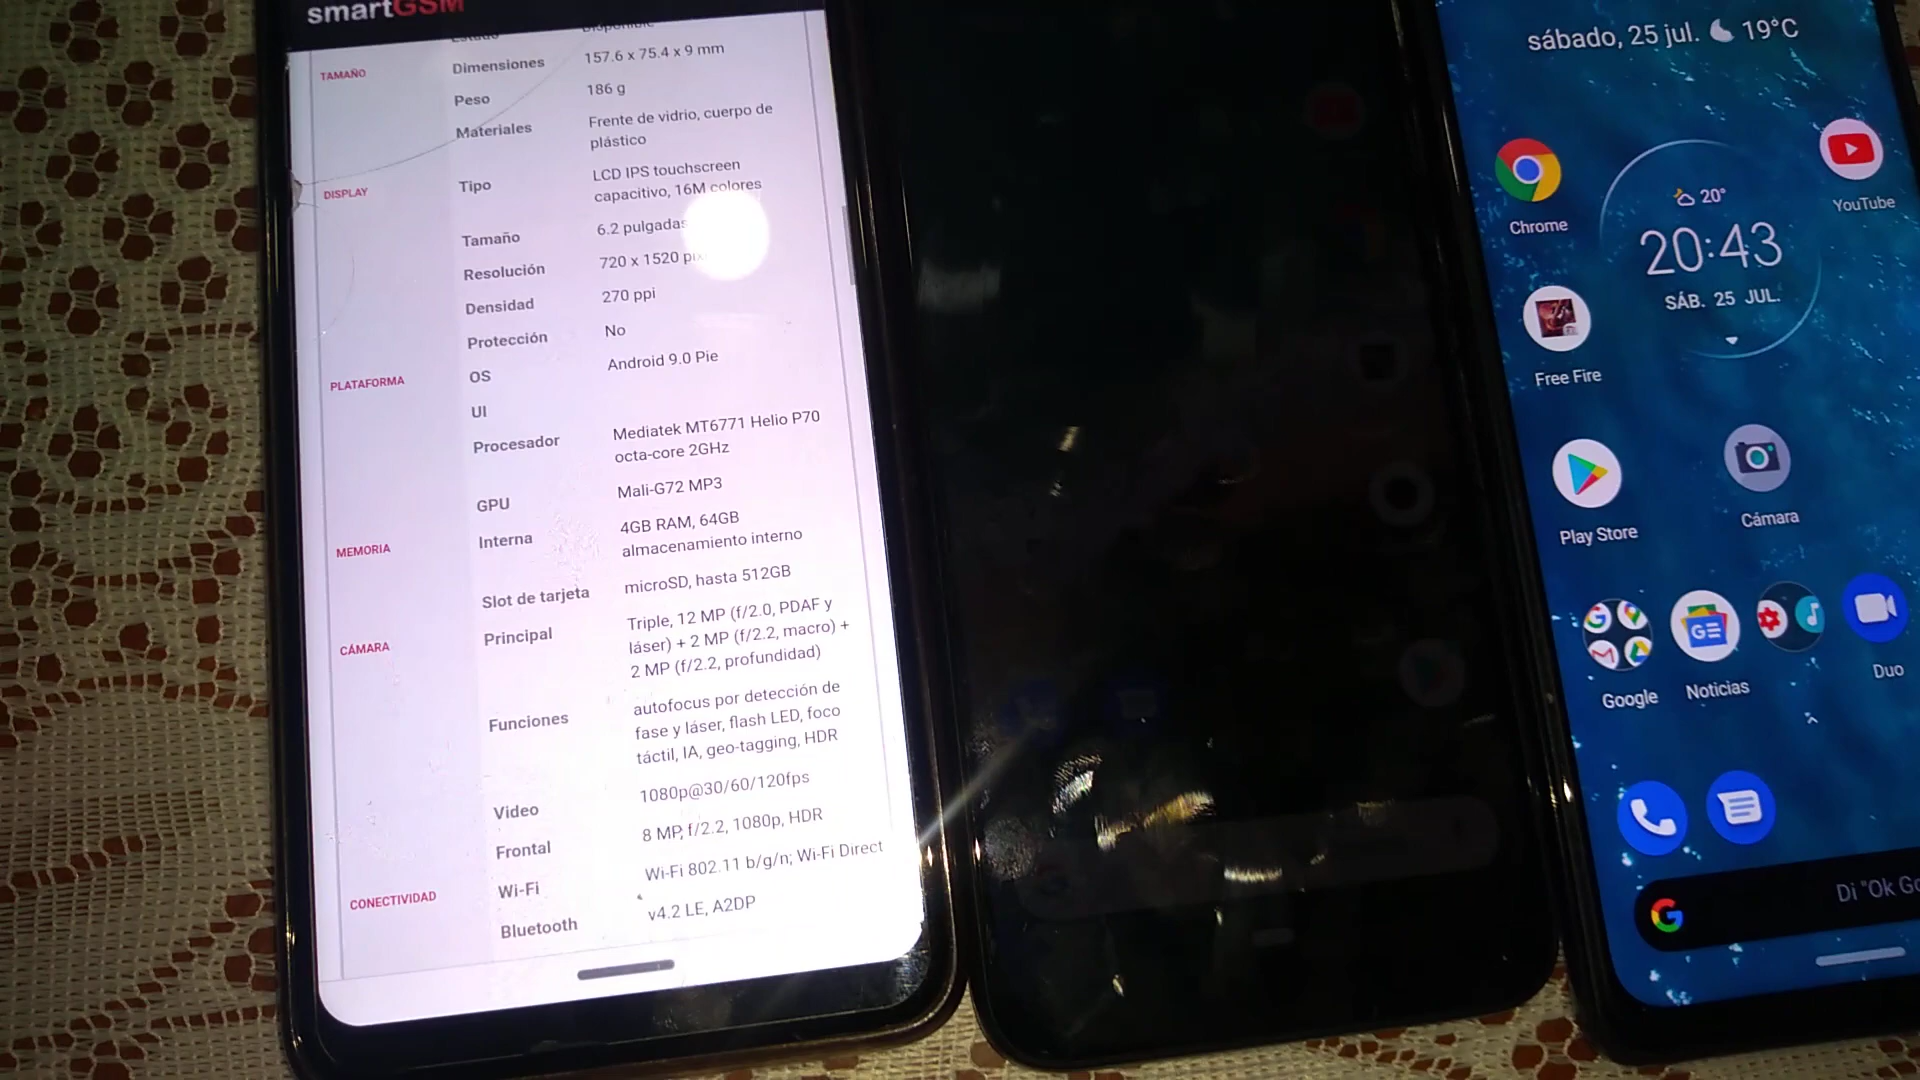 smartGSM
Estado Disponible
TAMAÑO
Dimensiones 157.6 x 75.4 x 9 mm
Peso 186 g
Materiales Frente de vidrio, cuerpo de
plástico
DISPLAY
Tipo LCD IPS touchscreen
capacitivo, 16M colores
Tamaño 6.2 pulgadas
Resolución 720 x 1520
Densidad 270 ppi
Protección No
PLATAFORMA
OS Android 9.0 Pie
UI
Procesador Mediatek MT6771 Helio P70
octa-core 2GHz
GPU Mali-G72 MP3
MEMORIA
Interna 4GB RAM, 64GB
almacenamiento interno
Slot de tarjeta microSD, hasta 512GB
CÁMARA
Principal Triple, 12 MP (f/2.0, PDAF y
láser) + 2 MP (f/2.2, macro) +
2 MP (f/2.2, profundidad)
Funciones autofocus por detección de
fase y láser, flash LED, foco
táctil, IA, geo-tagging, HDR
Video 1080p@30/60/120fps
Frontal 8 MP, f/2.2, 1080p, HDR
CONECTIVIDAD
Wi-Fi Wi-Fi 802.11 b/g/n; Wi-Fi Direct
Bluetooth v4.2 LE, A2DP
sábado, 25 jul. 19°C
20°
20:43
SÁB. 25 JUL.
Chrome
YouTube
Free Fire
Play Store
Cámara
Google
Noticias
Duo
Di "Ok